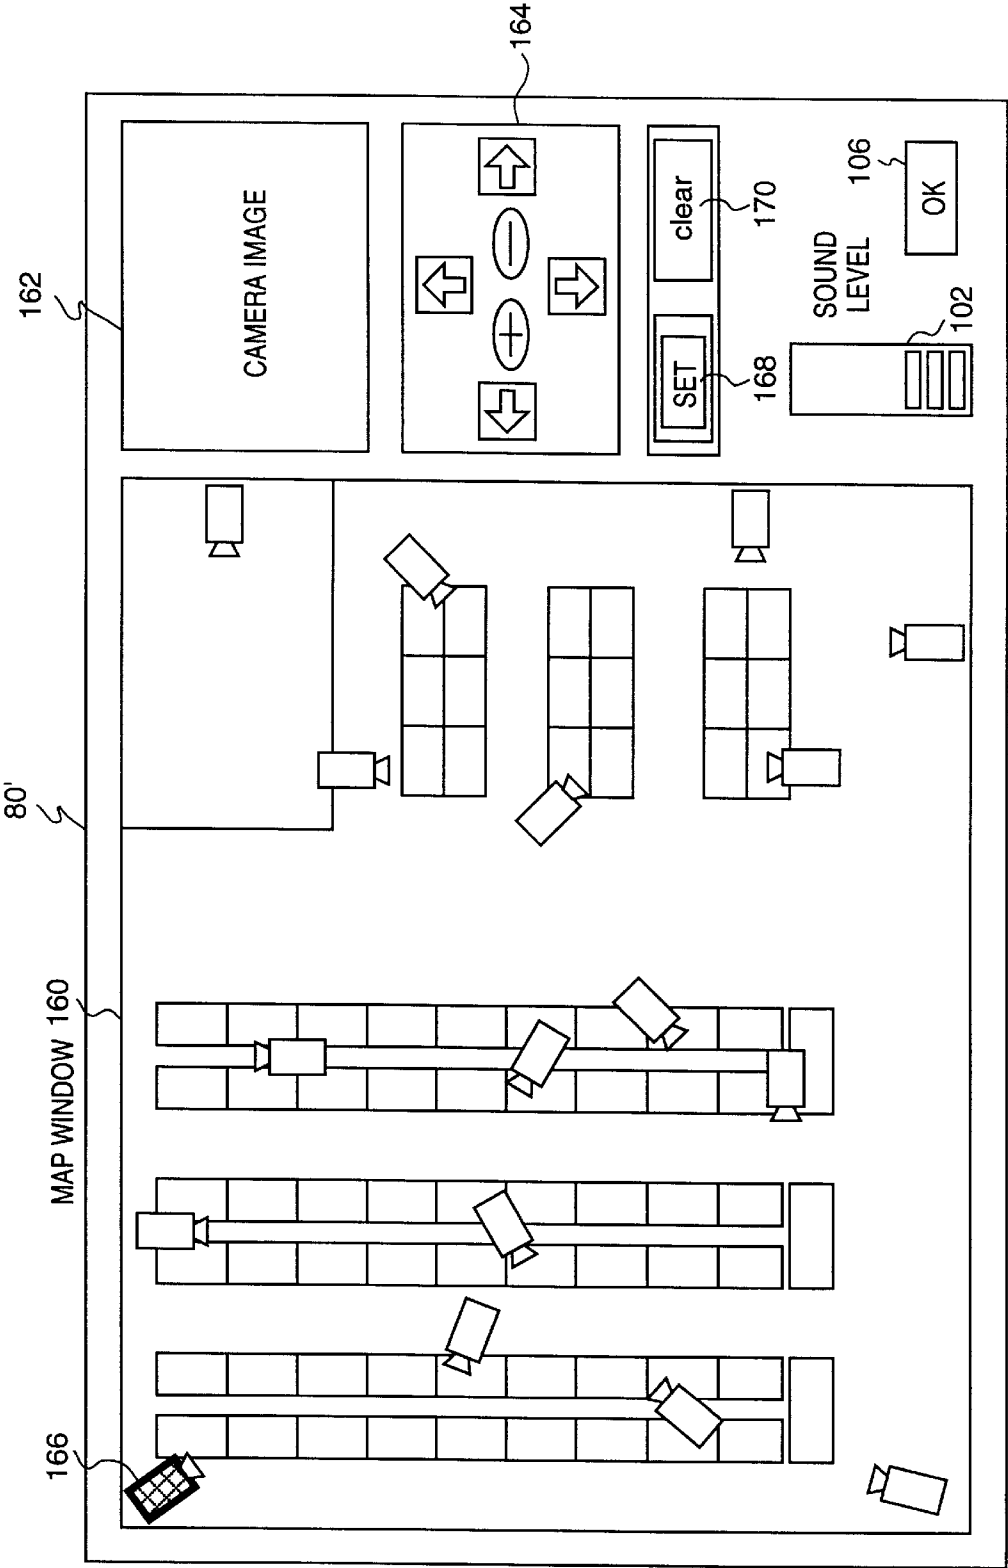 80'
MAP WINDOW 160
162
166
CAMERA IMAGE
164
SET
clear
168
170
SOUND
LEVEL
106
102
OK